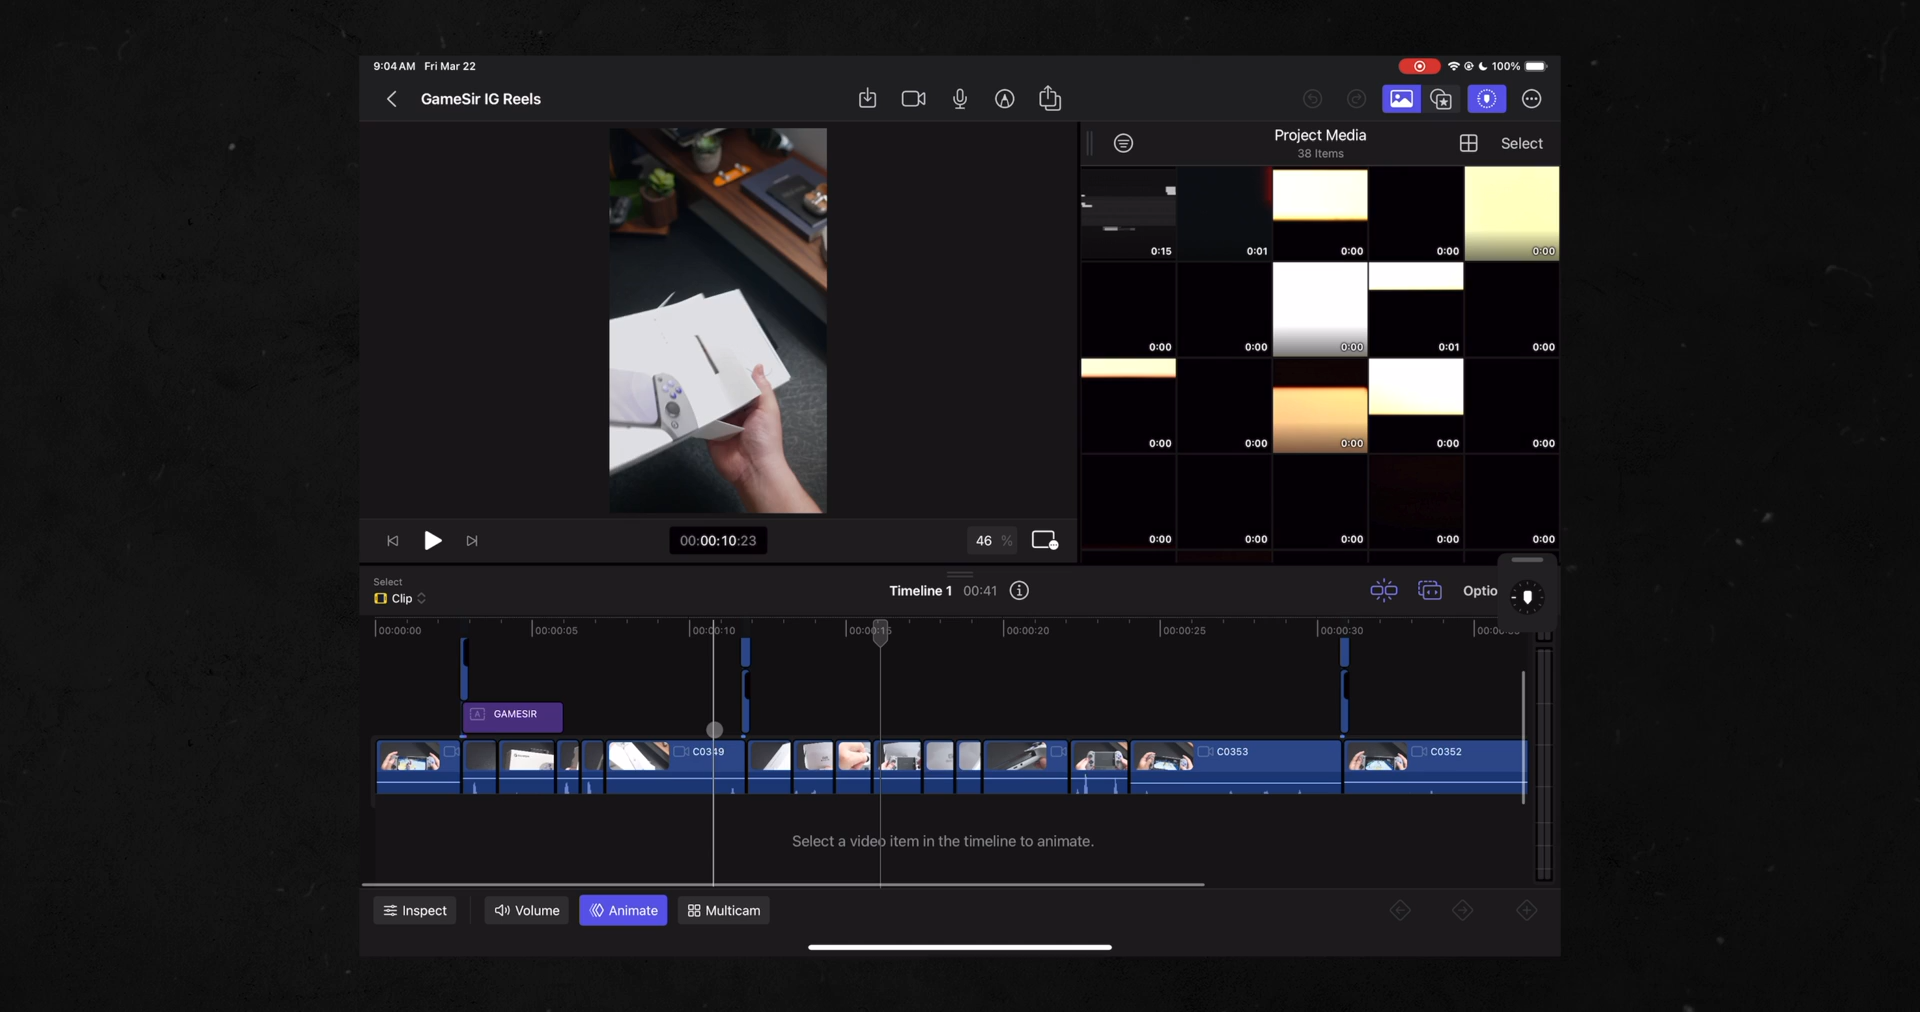 9:04 AM Fri Mar 22
100%
GameSir IG Reels
Project Media
38 Items
Select
0:15
0:01
0:00
0:00
0:00
0:00
0:00
0:00
0:01
0:00
0:00
0:00
0:00
0:00
0:00
0:00
0:00
0:00
0:00
0:00
00:00:10:23
46 %
Select
Clip
Timeline 1 00:41
Optio
00:00:00
00:00:05
00:00:10
00:00:15
00:00:20
00:00:25
00:00:30
GAMESIR
C0349
C0353
C0352
Select a video item in the timeline to animate.
Inspect
Volume
Animate
Multicam